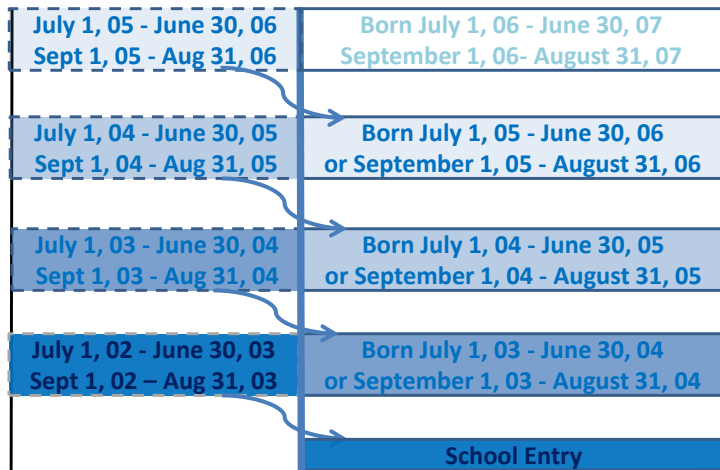 July 1, 05 - June 30, 06
Sept 1, 05 - Aug 31, 06
Born July 1, 06 - June 30, 07
September 1, 06- August 31, 07
July 1, 04 - June 30, 05
Sept 1, 04 - Aug 31, 05
Born July 1, 05 - June 30, 06
or September 1, 05 - August 31, 06
July 1, 03 - June 30, 04
Sept 1, 03 - Aug 31, 04
Born July 1, 04 - June 30, 05
or September 1, 04 - August 31, 05
July 1, 02 - June 30, 03
Sept 1, 02 – Aug 31, 03
Born July 1, 03 - June 30, 04
or September 1, 03 - August 31, 04
School Entry